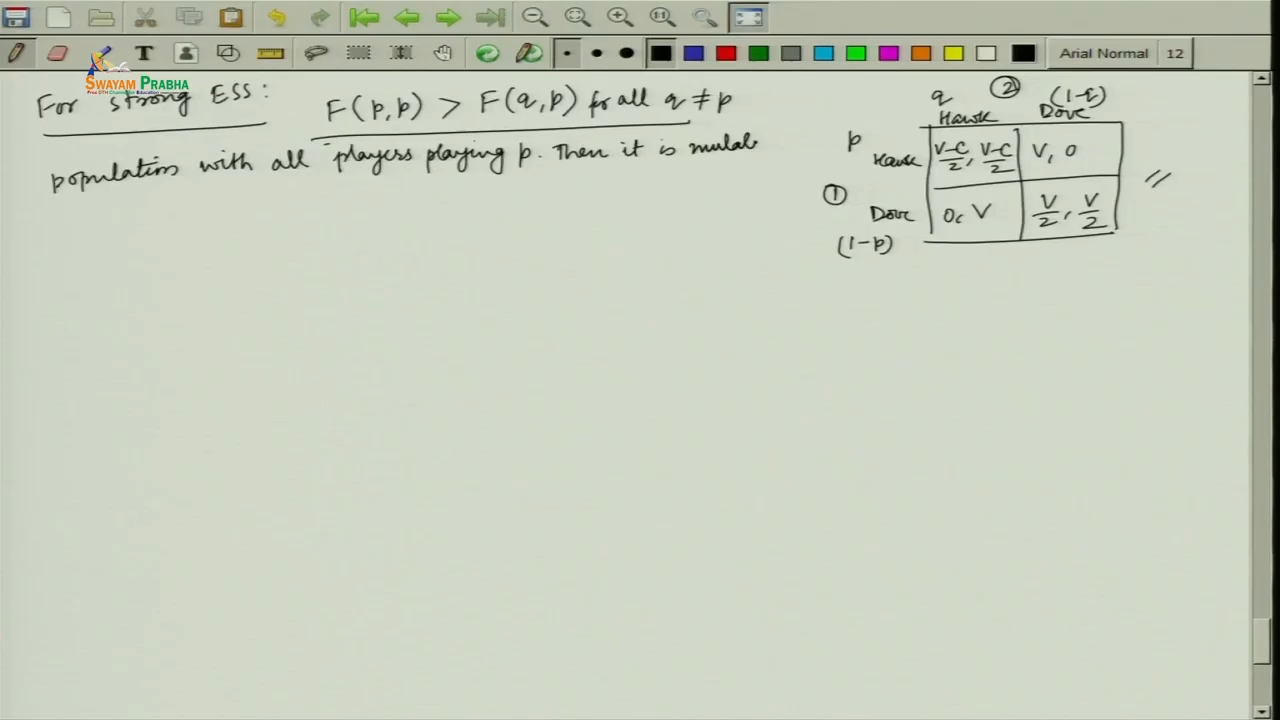 Arial Normal 12
SWAYAM PRABHA
For strong ESS: F(p,p) > F(q,p) for all q ≠ p
population with all players playing p. Then it is mutab
q ② (1-q)
Hawk Dove
p Hawk V-C/2, V-C/2 V, 0
① Dove 0, V V/2, V/2
(1-p)